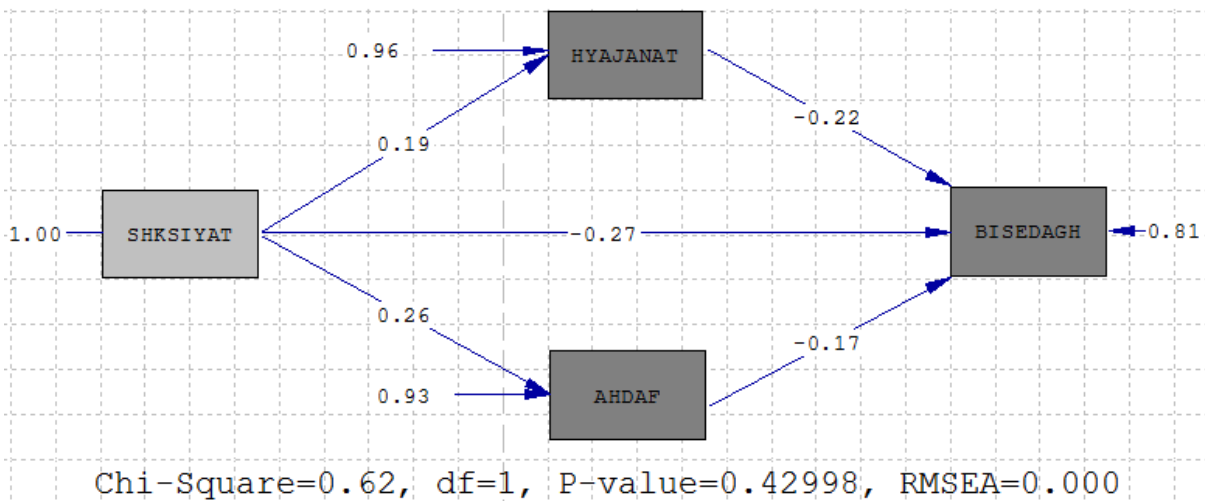 0.96
HYAJANAT
-0.22
0.19
1.00
SHKSIYAT
-0.27
BISEDAGH
0.81
0.26
-0.17
0.93
AHDAF
Chi-Square=0.62, df=1, P-value=0.42998, RMSEA=0.000